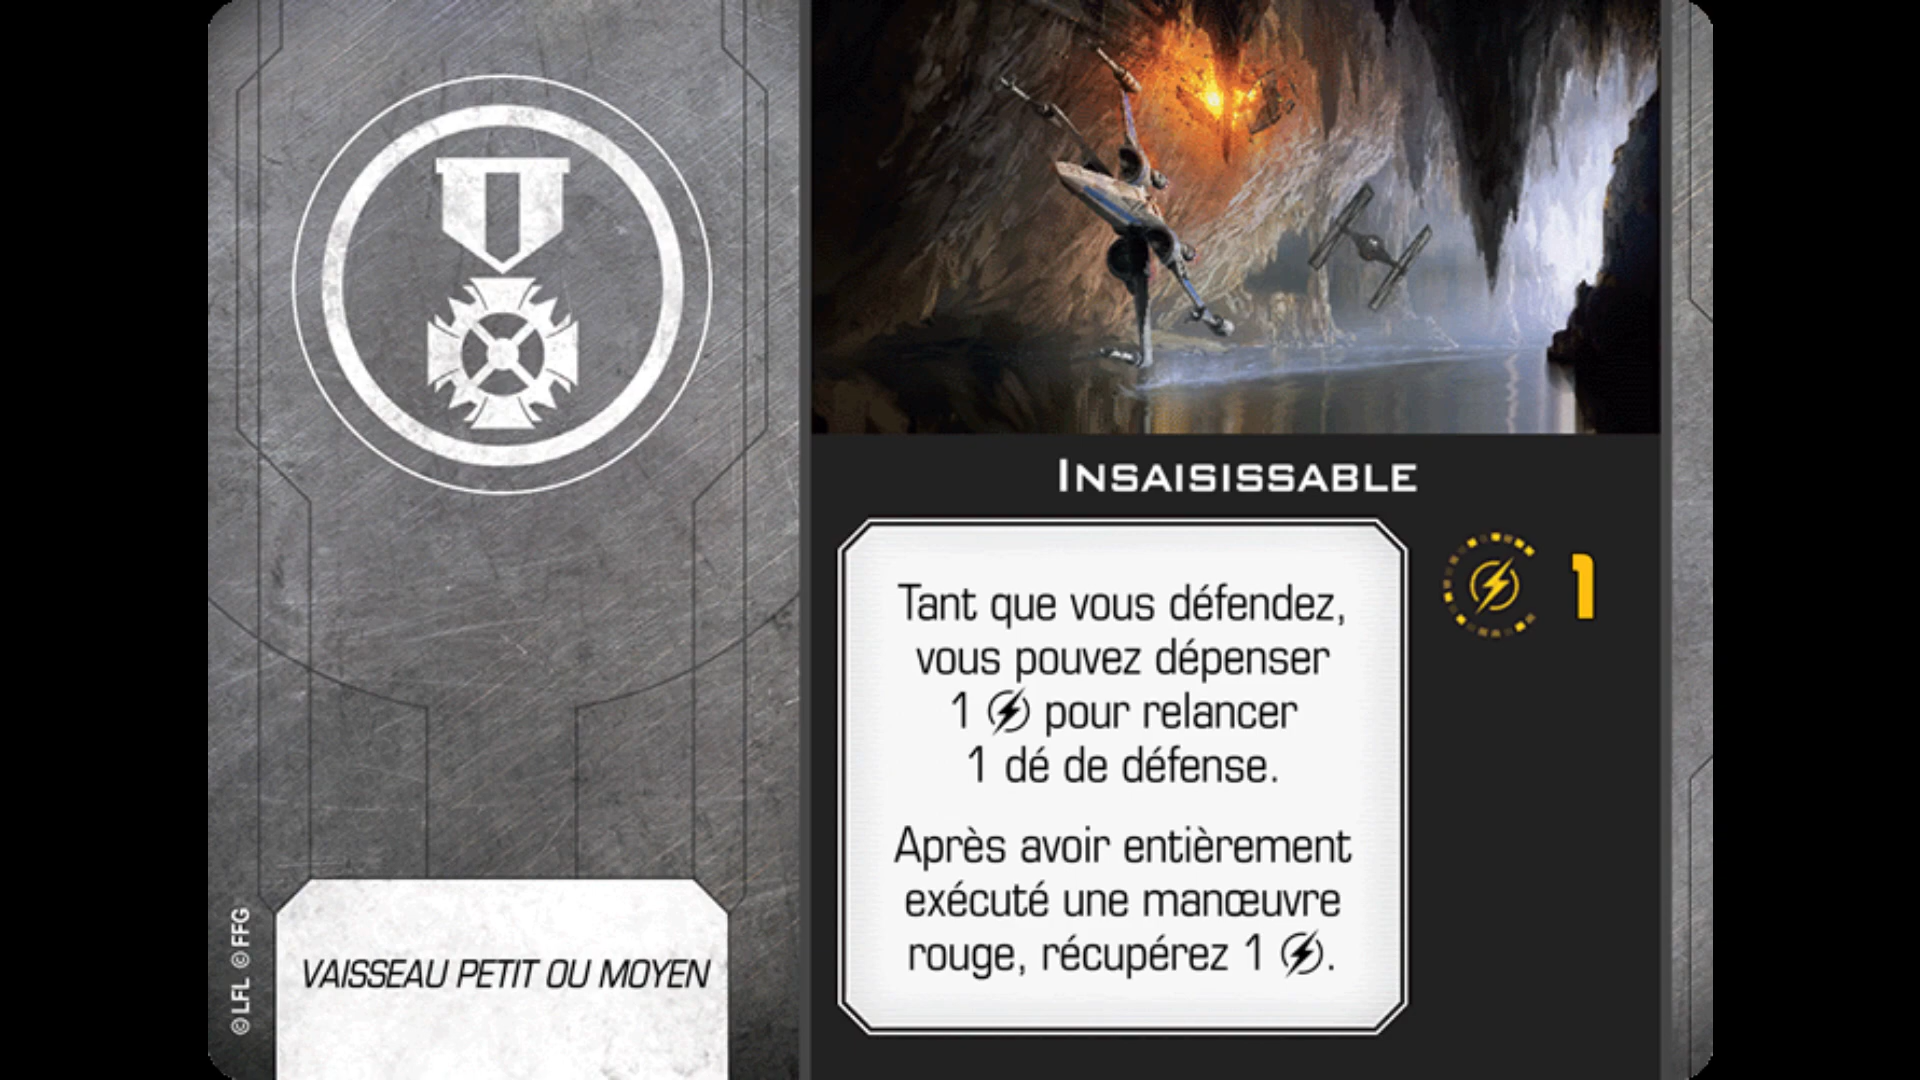 INSAISISSABLE
1
Tant que vous défendez,
vous pouvez dépenser
1 pour relancer
1 dé de défense.
Après avoir entièrement
exécuté une manœuvre
rouge, récupérez 1 .
VAISSEAU PETIT OU MOYEN
©LFL ©FFG